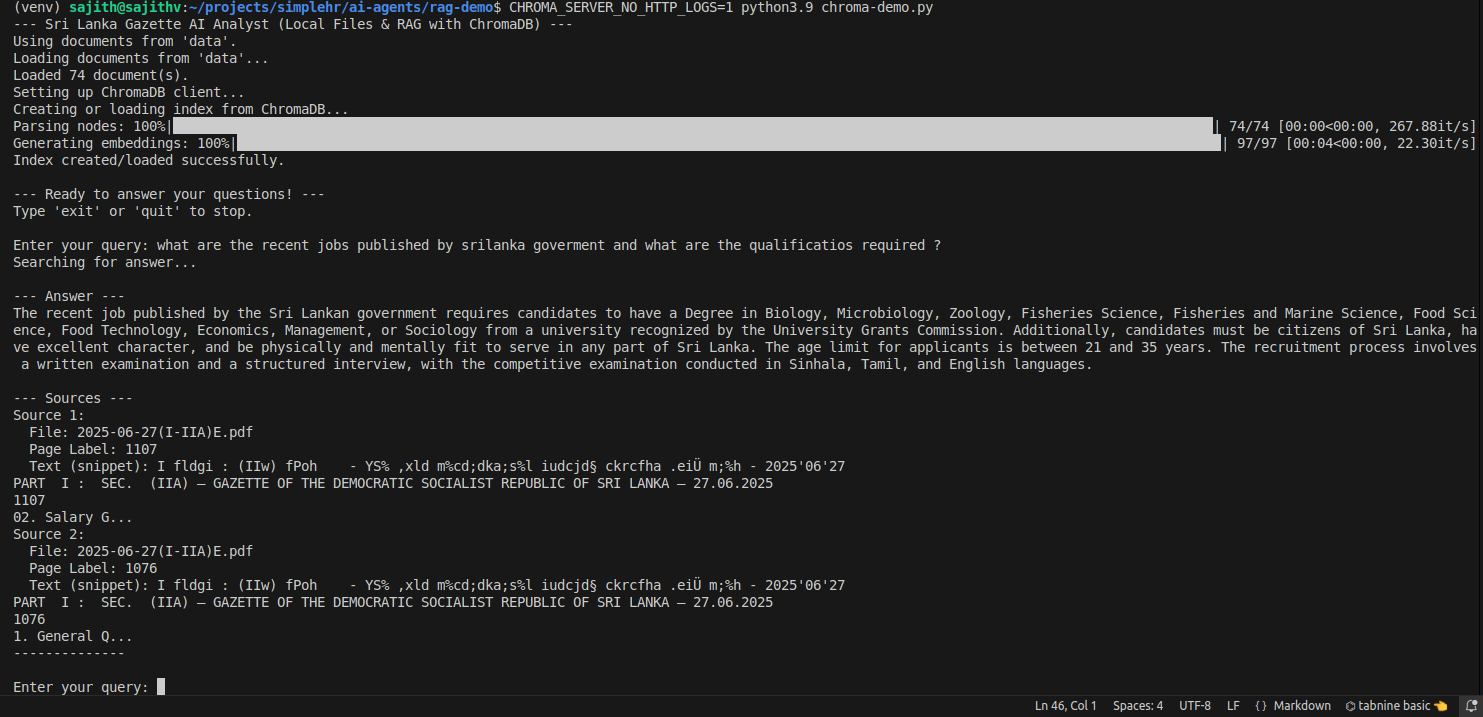 (venv) sajith@sajithv:~/projects/simplehr/ai-agents/rag-demo$ CHROMA_SERVER_NO_HTTP_LOGS=1 python3.9 chroma-demo.py
--- Sri Lanka Gazette AI Analyst (Local Files & RAG with ChromaDB) ---
Using documents from 'data'.
Loading documents from 'data'...
Loaded 74 document(s).
Setting up ChromaDB client...
Creating or loading index from ChromaDB...
Parsing nodes: 100%| | 74/74 [00:00<00:00, 267.88it/s]
Generating embeddings: 100%| | 97/97 [00:04<00:00, 22.30it/s]
Index created/loaded successfully.
--- Ready to answer your questions! ---
Type 'exit' or 'quit' to stop.
Enter your query: what are the recent jobs published by srilanka goverment and what are the qualificatios required ?
Searching for answer...
--- Answer ---
The recent job published by the Sri Lankan government requires candidates to have a Degree in Biology, Microbiology, Zoology, Fisheries Science, Fisheries and Marine Science, Food Sci
ence, Food Technology, Economics, Management, or Sociology from a university recognized by the University Grants Commission. Additionally, candidates must be citizens of Sri Lanka, ha
ve excellent character, and be physically and mentally fit to serve in any part of Sri Lanka. The age limit for applicants is between 21 and 35 years. The recruitment process involves
a written examination and a structured interview, with the competitive examination conducted in Sinhala, Tamil, and English languages.
--- Sources ---
Source 1:
File: 2025-06-27(I-IIA)E.pdf
Page Label: 1107
Text (snippet): I fldgi : (IIw) fPoh - YS% ,xld m%cd;dka;s%l iudcjd§ ckrcfha .eiÜ m;%h - 2025'06'27
PART I : SEC. (IIA) – GAZETTE OF THE DEMOCRATIC SOCIALIST REPUBLIC OF SRI LANKA – 27.06.2025
1107
02. Salary G...
Source 2:
File: 2025-06-27(I-IIA)E.pdf
Page Label: 1076
Text (snippet): I fldgi : (IIw) fPoh - YS% ,xld m%cd;dka;s%l iudcjd§ ckrcfha .eiÜ m;%h - 2025'06'27
PART I : SEC. (IIA) – GAZETTE OF THE DEMOCRATIC SOCIALIST REPUBLIC OF SRI LANKA – 27.06.2025
1076
1. General Q...
--------------
Enter your query:
Ln 46, Col 1 Spaces: 4 UTF-8 LF {} Markdown tabnine basic 👈